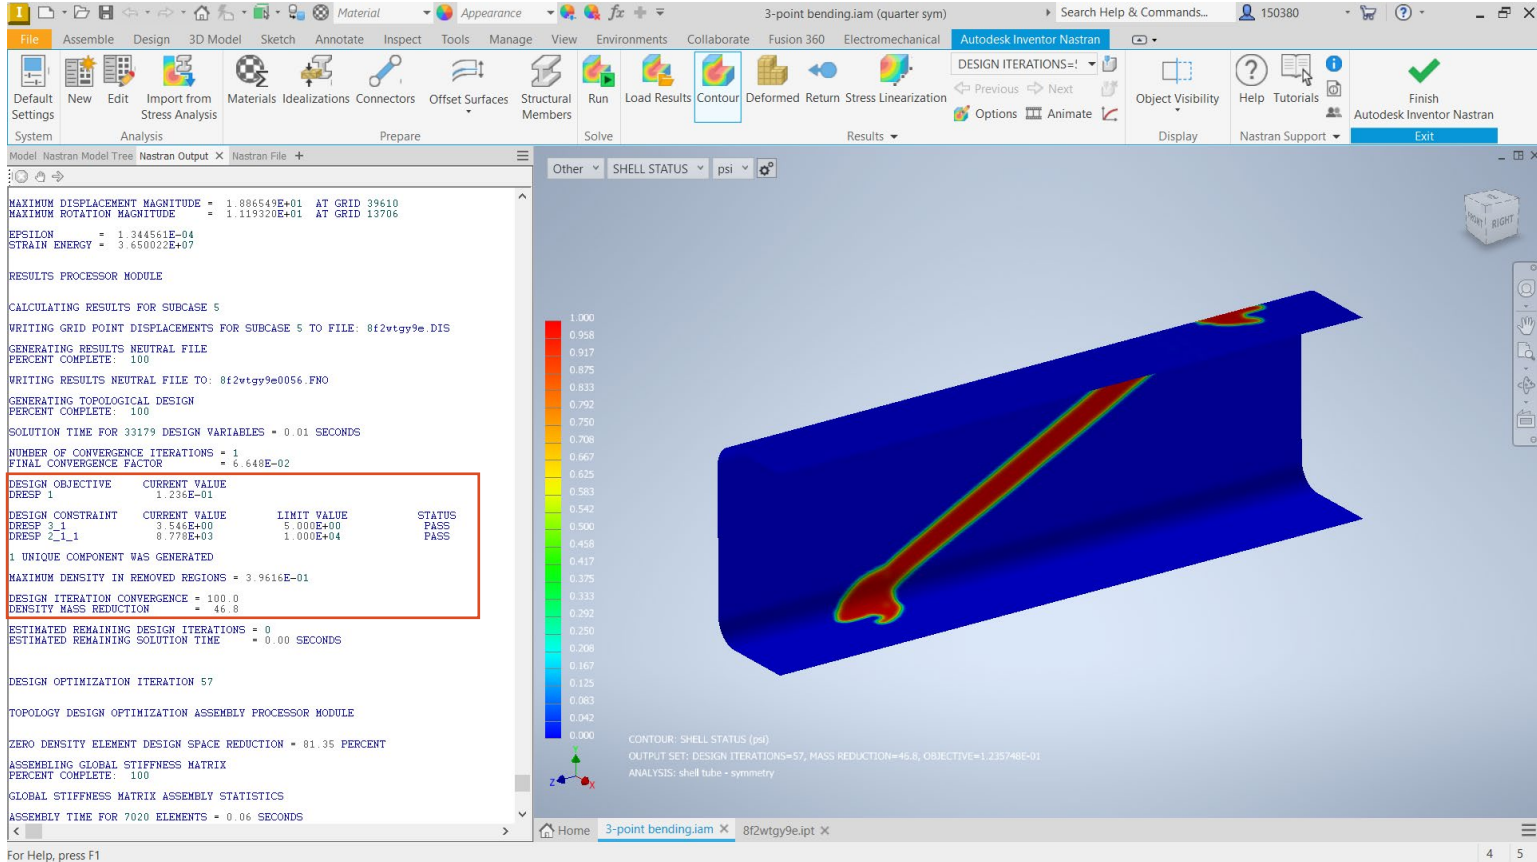 Material
Appearance
3-point bending.iam (quarter sym)
Search Help & Commands...
150380
File Assemble Design 3D Model Sketch Annotate Inspect Tools Manage View Environments Collaborate Fusion 360 Electromechanical Autodesk Inventor Nastran
Default Settings
New
Edit
Import from Stress Analysis
Materials
Idealizations
Connectors
Offset Surfaces
Structural Members
Run
Load Results
Contour
Deformed
Return
Stress Linearization
DESIGN ITERATIONS=!
Previous
Next
Options
Animate
Object Visibility
Help
Tutorials
Finish
Autodesk Inventor Nastran
System
Analysis
Prepare
Solve
Results
Display
Nastran Support
Exit
Model Nastran Model Tree Nastran Output × Nastran File +
Other
SHELL STATUS
psi
MAXIMUM DISPLACEMENT MAGNITUDE = 1.886549E+01 AT GRID 39610
MAXIMUM ROTATION MAGNITUDE = 1.119320E+01 AT GRID 13706
EPSILON = 1.344561E-04
STRAIN ENERGY = 3.650022E+07
RESULTS PROCESSOR MODULE
CALCULATING RESULTS FOR SUBCASE 5
WRITING GRID POINT DISPLACEMENTS FOR SUBCASE 5 TO FILE: 8f2wtgy9e.DIS
GENERATING RESULTS NEUTRAL FILE
PERCENT COMPLETE: 100
WRITING RESULTS NEUTRAL FILE TO: 8f2wtgy9e0056.FNO
GENERATING TOPOLOGICAL DESIGN
PERCENT COMPLETE: 100
SOLUTION TIME FOR 33179 DESIGN VARIABLES = 0.01 SECONDS
NUMBER OF CONVERGENCE ITERATIONS = 1
FINAL CONVERGENCE FACTOR = 6.648E-02
DESIGN OBJECTIVE CURRENT VALUE
DRESP 1 1.236E-01
DESIGN CONSTRAINT CURRENT VALUE LIMIT VALUE STATUS
DRESP 3_1 3.546E+00 5.000E+00 PASS
DRESP 2_1_1 8.778E+03 1.000E+04 PASS
1 UNIQUE COMPONENT WAS GENERATED
MAXIMUM DENSITY IN REMOVED REGIONS = 3.9616E-01
DESIGN ITERATION CONVERGENCE = 100.0
DENSITY MASS REDUCTION = 46.8
ESTIMATED REMAINING DESIGN ITERATIONS = 0
ESTIMATED REMAINING SOLUTION TIME = 0.00 SECONDS
DESIGN OPTIMIZATION ITERATION 57
TOPOLOGY DESIGN OPTIMIZATION ASSEMBLY PROCESSOR MODULE
ZERO DENSITY ELEMENT DESIGN SPACE REDUCTION = 81.35 PERCENT
ASSEMBLING GLOBAL STIFFNESS MATRIX
PERCENT COMPLETE: 100
GLOBAL STIFFNESS MATRIX ASSEMBLY STATISTICS
ASSEMBLY TIME FOR 7020 ELEMENTS = 0.06 SECONDS
RIGHT
1.000
0.958
0.917
0.875
0.833
0.792
0.750
0.708
0.667
0.625
0.583
0.542
0.500
0.458
0.417
0.375
0.333
0.292
0.250
0.208
0.167
0.125
0.083
0.042
0.000
Y
Z
X
CONTOUR: SHELL STATUS (psi)
OUTPUT SET: DESIGN ITERATIONS=57, MASS REDUCTION=46.8, OBJECTIVE=1.235748E-01
ANALYSIS: shell tube - symmetry
Home 3-point bending.iam × 8f2wtgy9e.ipt ×
For Help, press F1
4 5